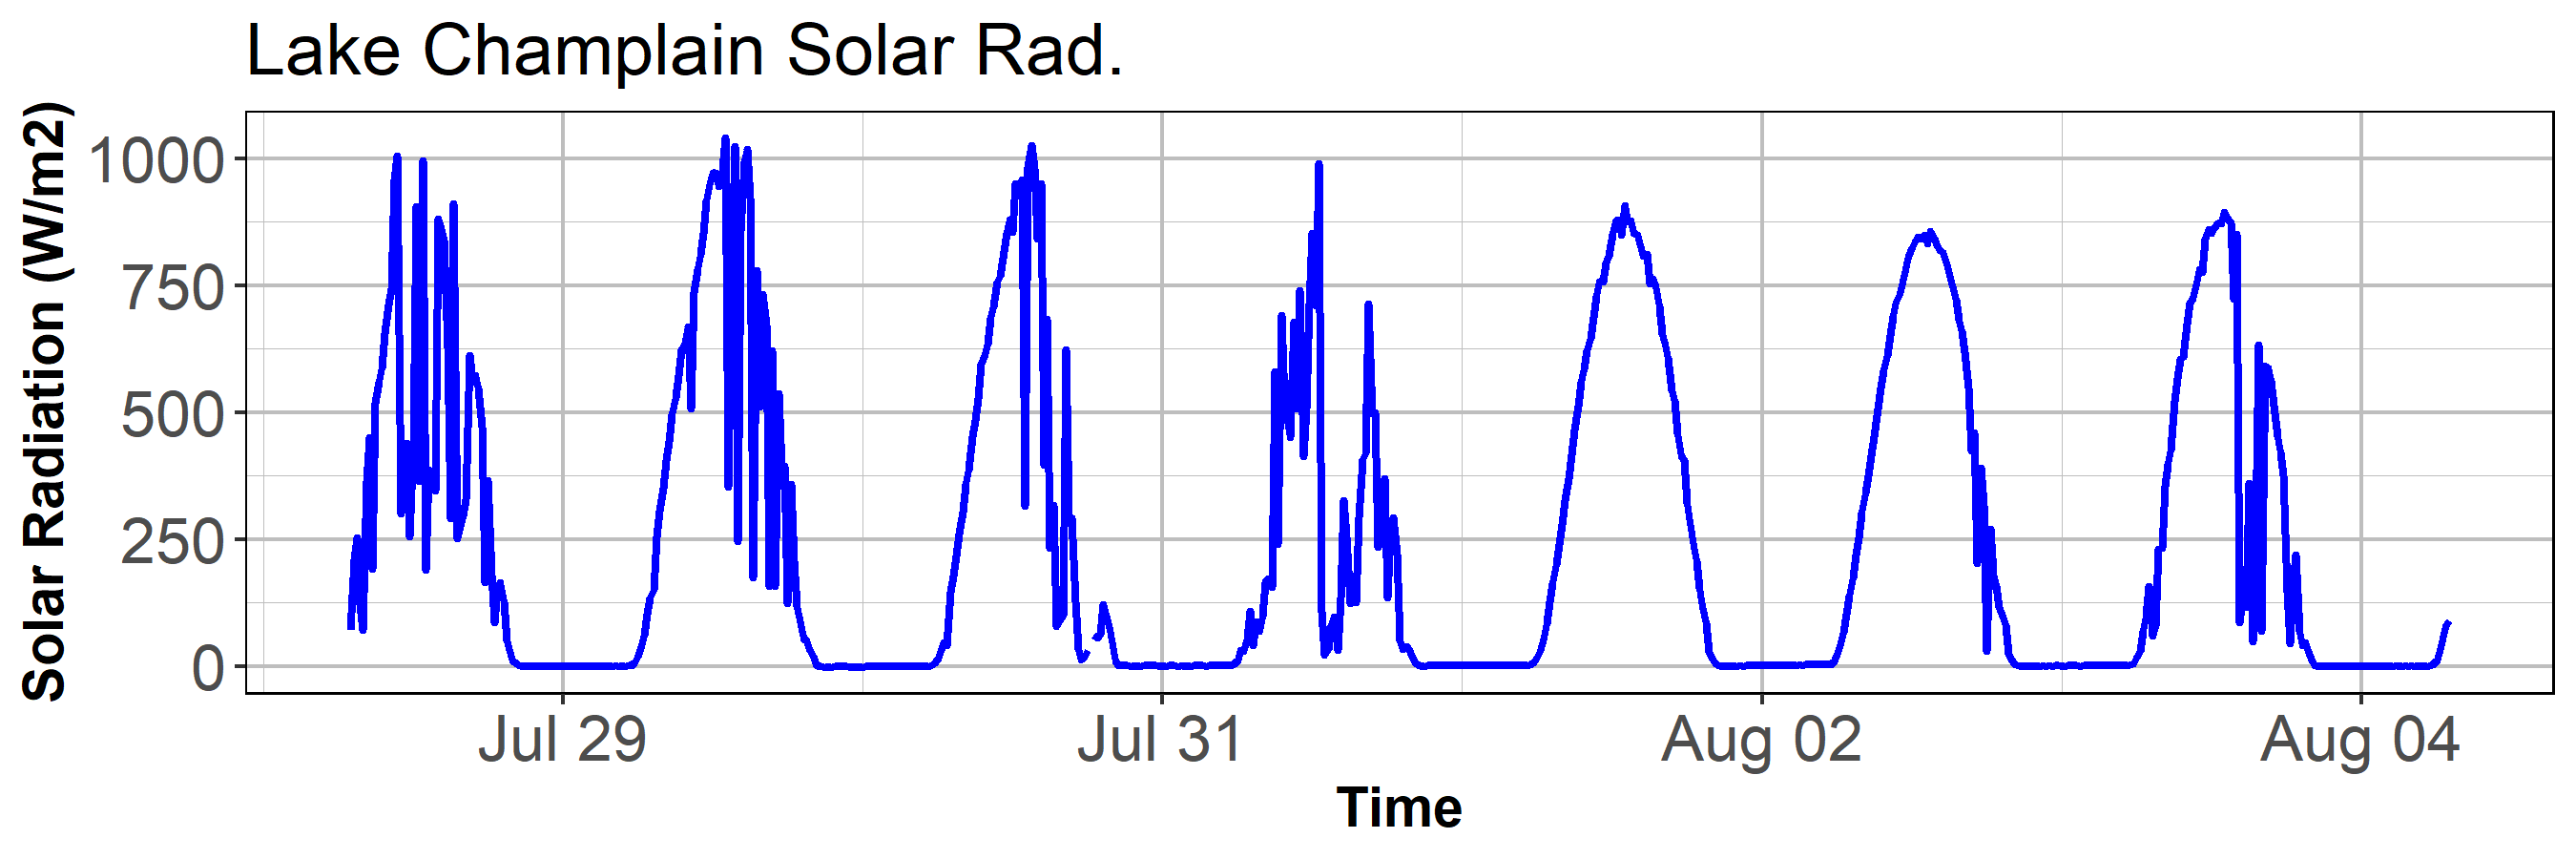 Lake Champlain Solar Rad.
Solar Radiation (W/m2)
1000
750
500
250
0
Jul 29
Jul 31
Aug 02
Aug 04
Time